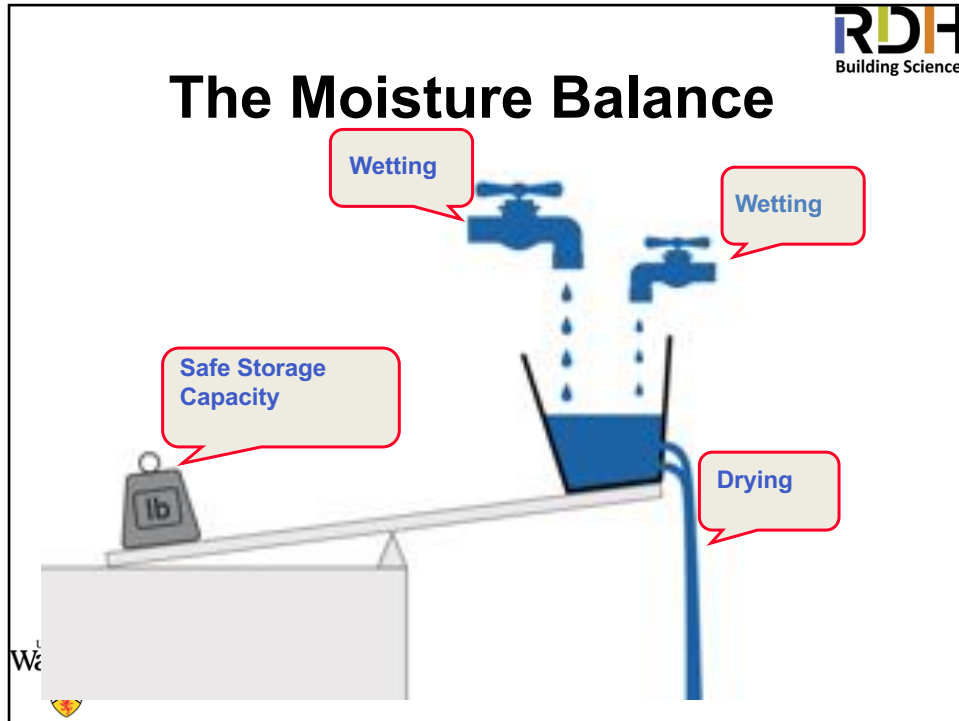 RDH
Building Science
The Moisture Balance
Wetting
Wetting
Safe Storage
Capacity
lb
Drying